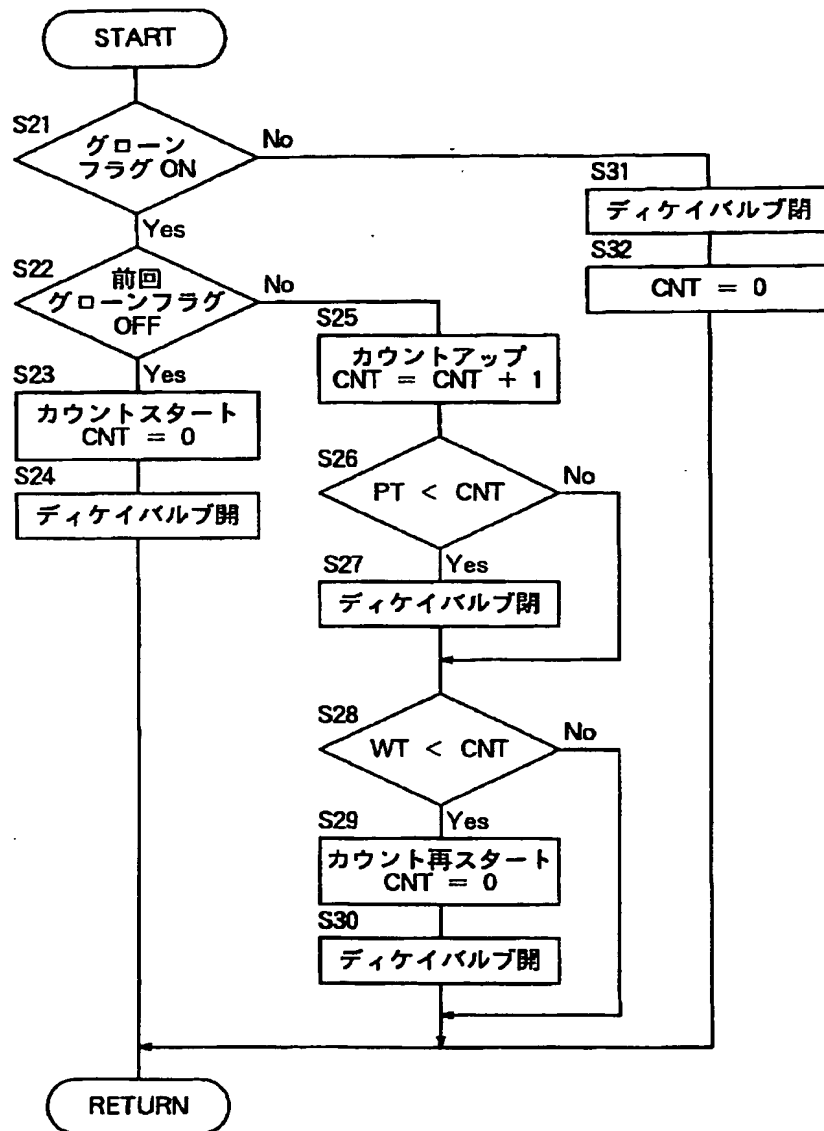 START
S21
グローン
フラグ ON
No
Yes
S22
前回
グローンフラグ
OFF
No
Yes
S23
カウントスタート
CNT = 0
S24
ディケイバルブ開
S25
カウントアップ
CNT = CNT + 1
S26
PT < CNT
No
Yes
S27
ディケイバルブ閉
S28
WT < CNT
No
Yes
S29
カウント再スタート
CNT = 0
S30
ディケイバルブ開
S31
ディケイバルブ閉
S32
CNT = 0
RETURN